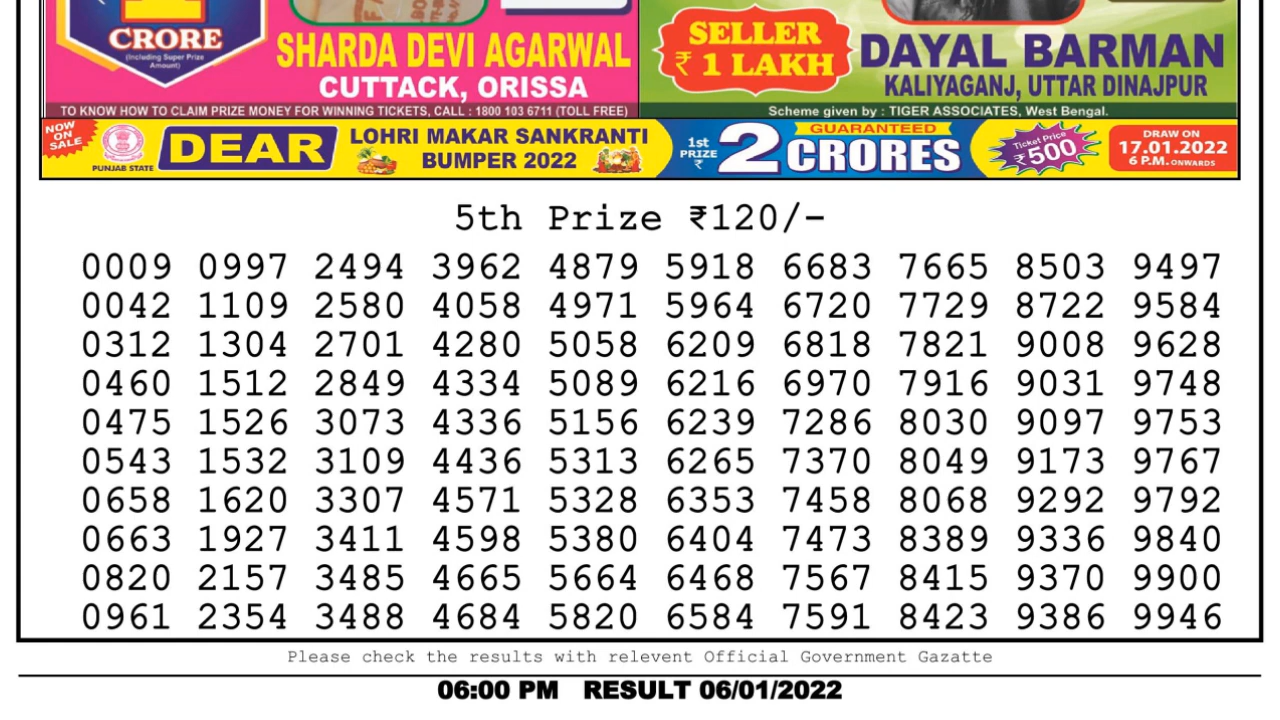 CRORE
(Including Super Prize
Amount)
SHARDA DEVI AGARWAL
CUTTACK, ORISSA
SELLER
₹ 1 LAKH
DAYAL BARMAN
KALIYAGANJ, UTTAR DINAJPUR
TO KNOW HOW TO CLAIM PRIZE MONEY FOR WINNING TICKETS, CALL : 1800 103 6711 (TOLL FREE)
Scheme given by : TIGER ASSOCIATES, West Bengal.
NOW
ON
SALE
PUNJAB STATE
DEAR
LOHRI MAKAR SANKRANTI
BUMPER 2022
1st
PRIZE
₹
2
GUARANTEED
CRORES
Ticket Price
₹500
DRAW ON
17.01.2022
6 P.M. ONWARDS
5th Prize ₹120/-
0009 0997 2494 3962 4879 5918 6683 7665 8503 9497
0042 1109 2580 4058 4971 5964 6720 7729 8722 9584
0312 1304 2701 4280 5058 6209 6818 7821 9008 9628
0460 1512 2849 4334 5089 6216 6970 7916 9031 9748
0475 1526 3073 4336 5156 6239 7286 8030 9097 9753
0543 1532 3109 4436 5313 6265 7370 8049 9173 9767
0658 1620 3307 4571 5328 6353 7458 8068 9292 9792
0663 1927 3411 4598 5380 6404 7473 8389 9336 9840
0820 2157 3485 4665 5664 6468 7567 8415 9370 9900
0961 2354 3488 4684 5820 6584 7591 8423 9386 9946
Please check the results with relevent Official Government Gazatte
06:00 PM RESULT 06/01/2022